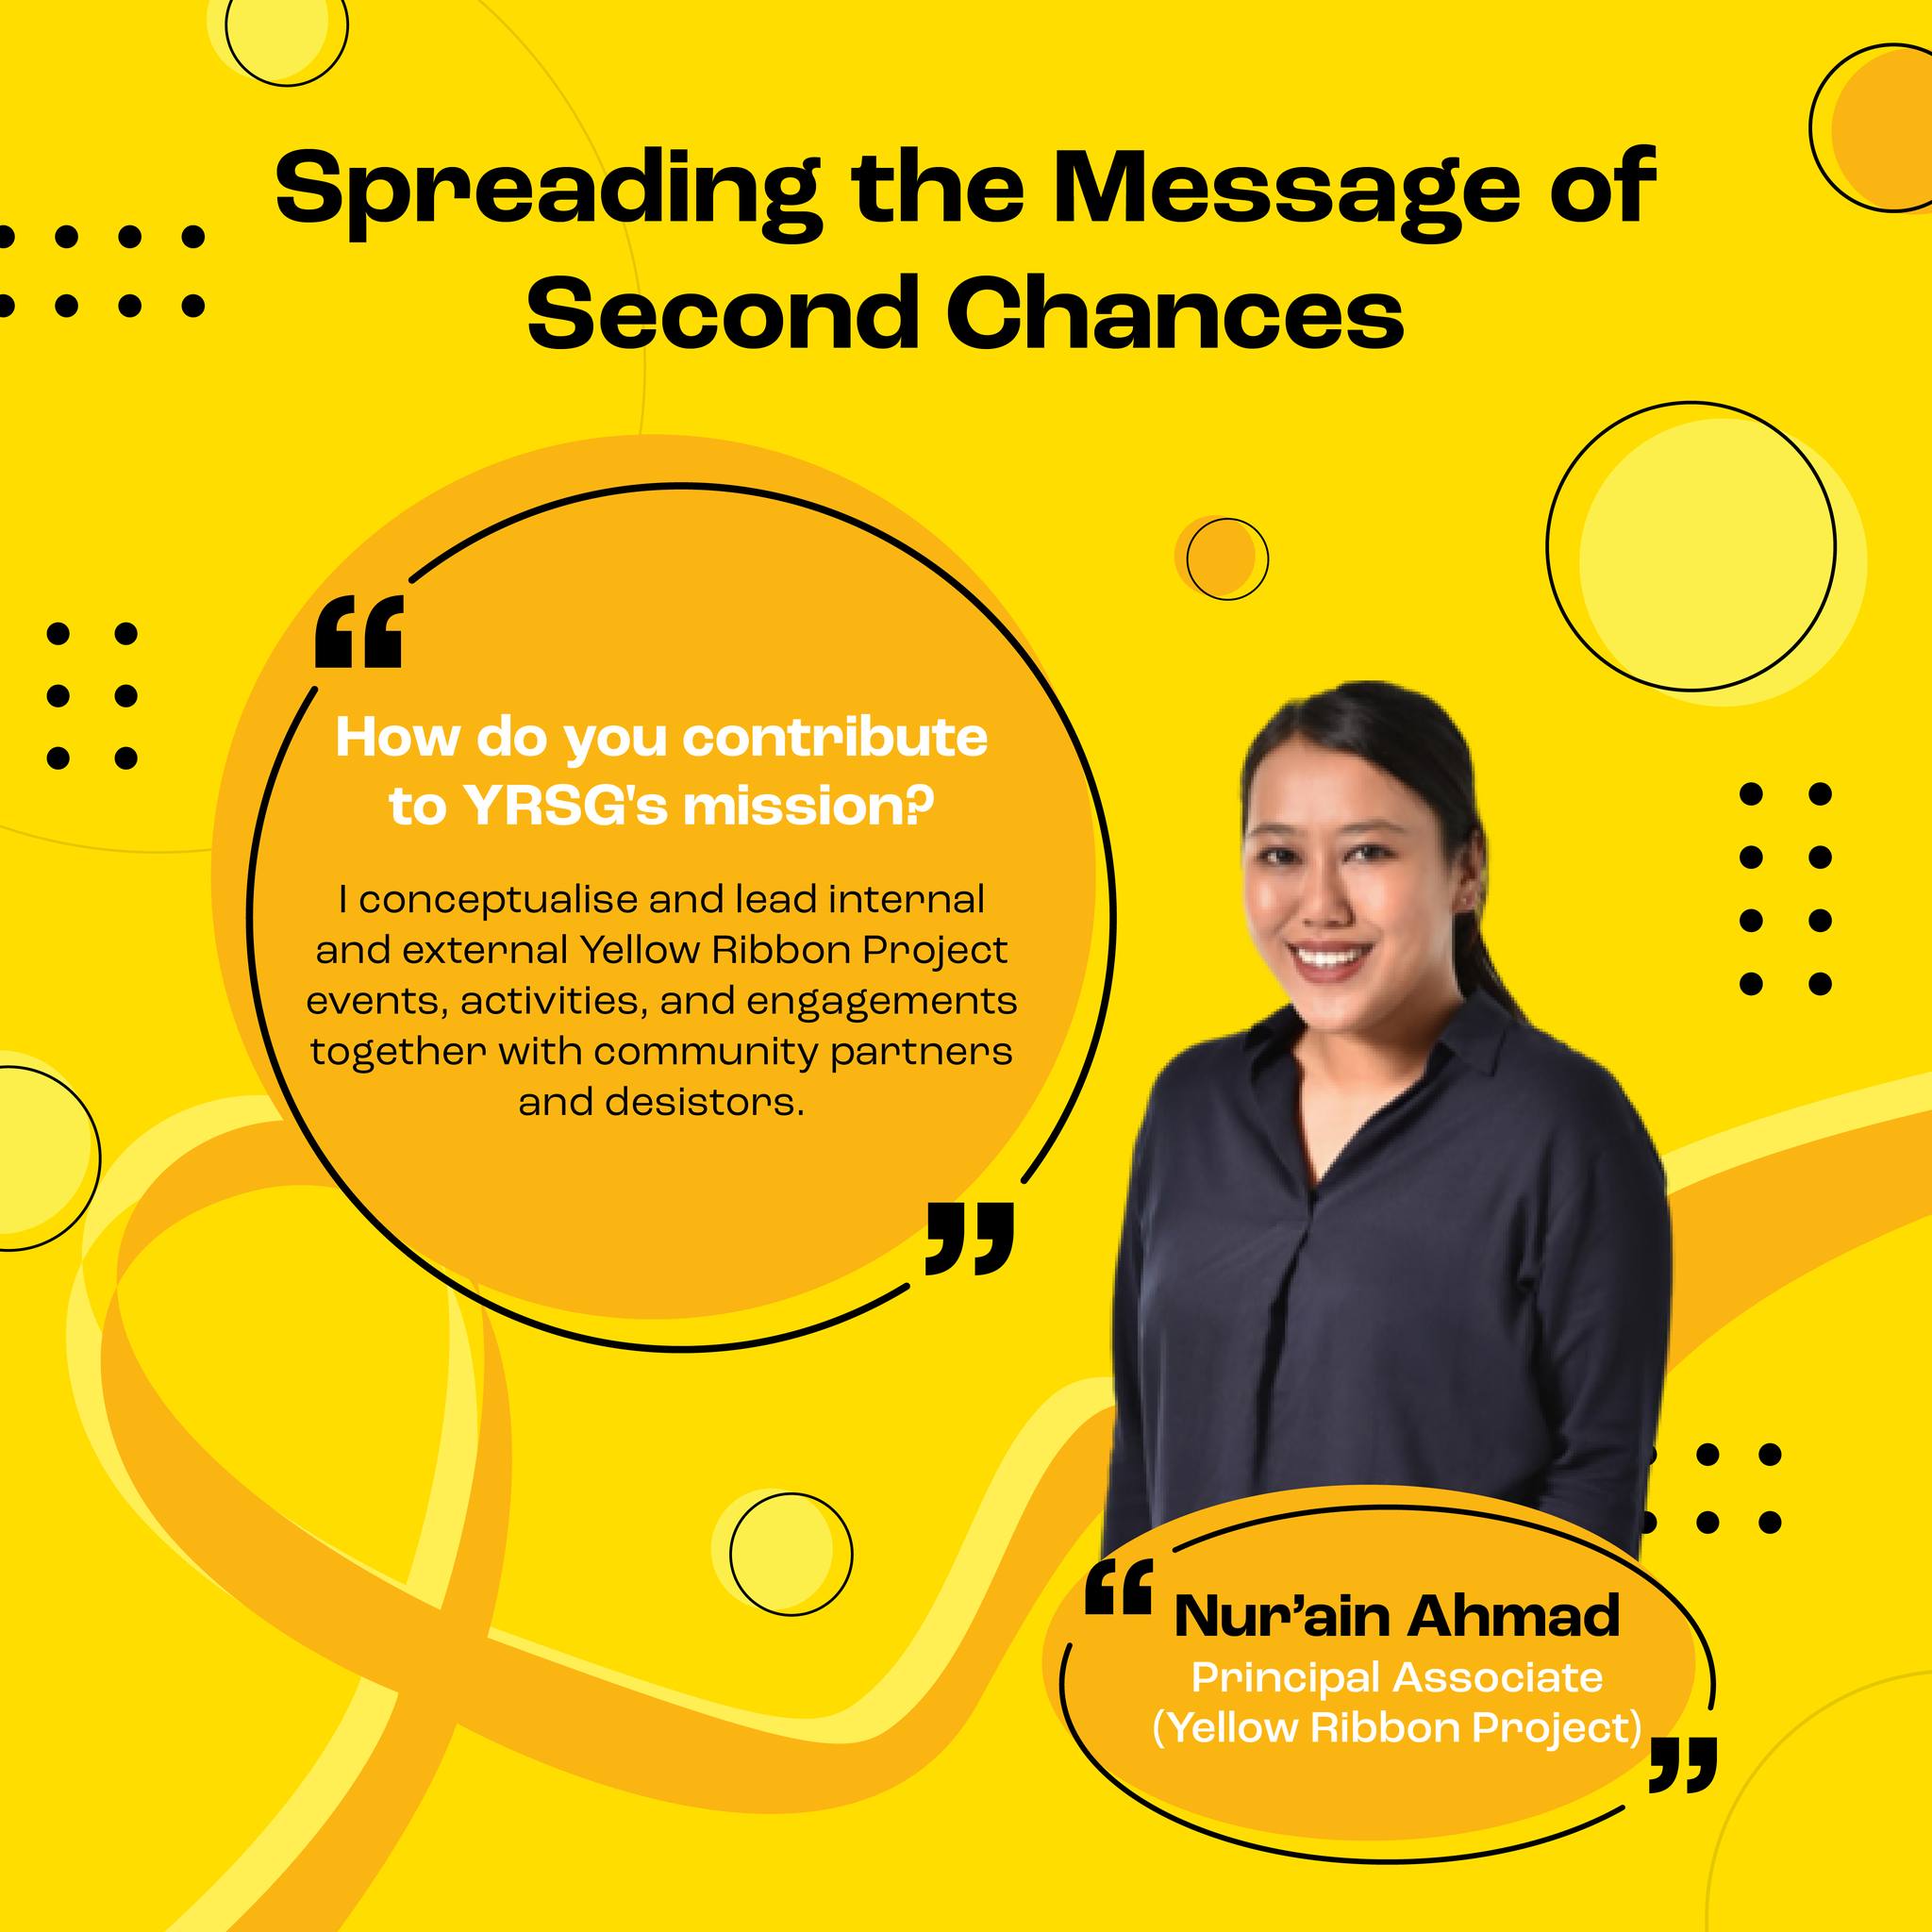 Spreading the Message of
Second Chances
“
How do you contribute
to YRSG's mission?
I conceptualise and lead internal
and external Yellow Ribbon Project
events, activities, and engagements
together with community partners
and desistors.
”
“
Nur’ain Ahmad
Principal Associate
(Yellow Ribbon Project)
”